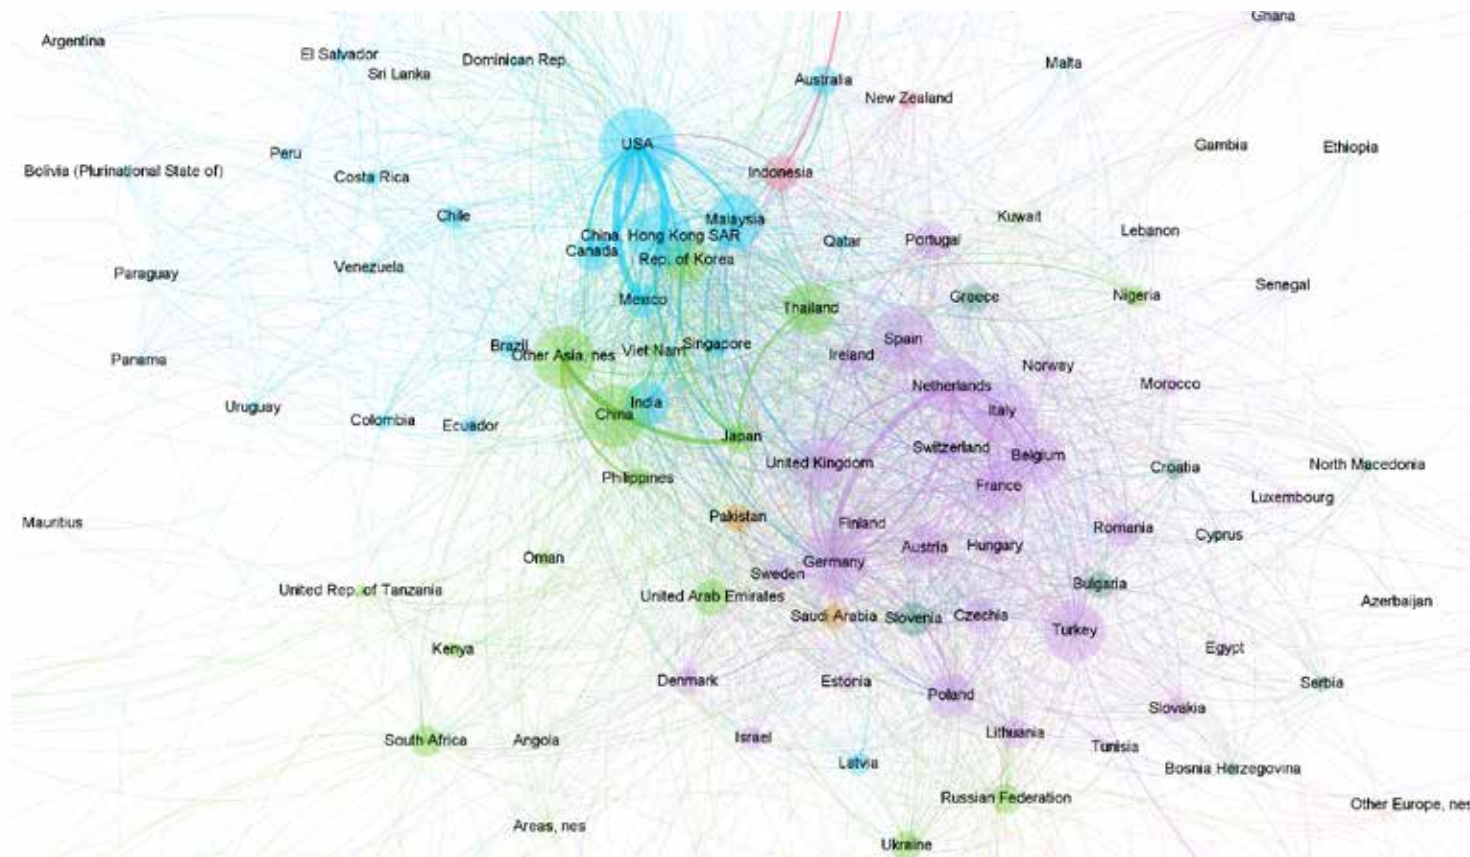 Ghana
Argentina
El Salvador
Dominican Rep.
Malta
Sri Lanka
Australia
New Zealand
USA
Gambia
Ethiopia
Peru
Bolivia (Plurinational State of)
Costa Rica
Indonesia
Chile
Malaysia
Kuwait
China, Hong Kong SAR
Qatar
Portugal
Lebanon
Canada
Rep. of Korea
Venezuela
Paraguay
Mexico
Thailand
Greece
Nigeria
Senegal
Brazil
Other Asia, nes
Viet Nam
Singapore
Spain
Ireland
Panama
Norway
Netherlands
Morocco
Uruguay
India
China
Italy
Colombia
Ecuador
Japan
Switzerland
Belgium
United Kingdom
Croatia
North Macedonia
Philippines
France
Luxembourg
Mauritius
Pakistan
Finland
Romania
Cyprus
Oman
Austria
Hungary
Germany
Sweden
Bulgaria
United Rep. of Tanzania
United Arab Emirates
Azerbaijan
Saudi Arabia
Slovenia
Czechia
Turkey
Kenya
Egypt
Denmark
Estonia
Poland
Serbia
Slovakia
South Africa
Angola
Israel
Lithuania
Tunisia
Latvia
Bosnia Herzegovina
Russian Federation
Other Europe, nes
Areas, nes
Ukraine